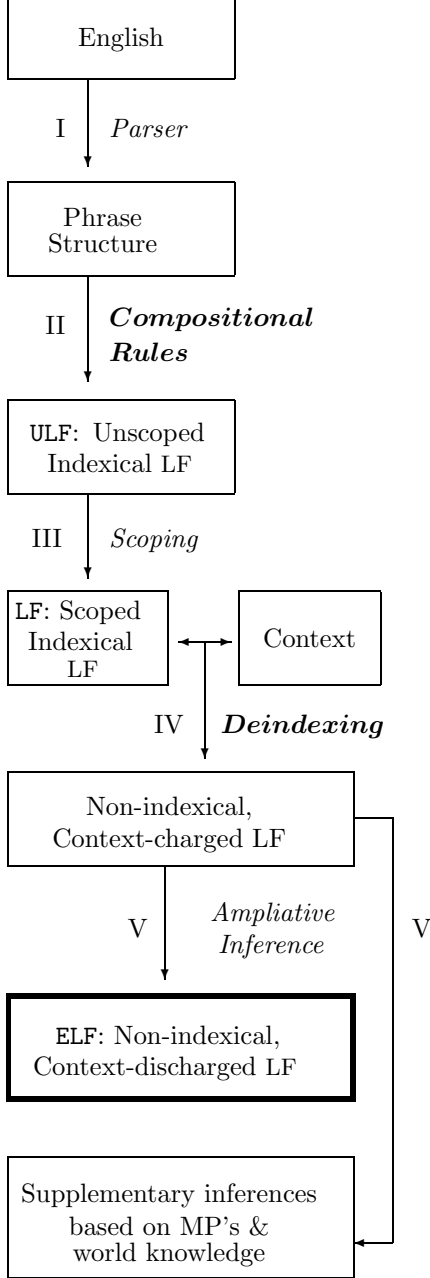 English
I Parser
Phrase
Structure
II Compositional
Rules
ULF: Unscoped
Indexical LF
III Scoping
LF: Scoped
Indexical
LF
Context
IV Deindexing
Non-indexical,
Context-charged LF
V Ampliative
Inference
V
ELF: Non-indexical,
Context-discharged LF
Supplementary inferences
based on MP's &
world knowledge